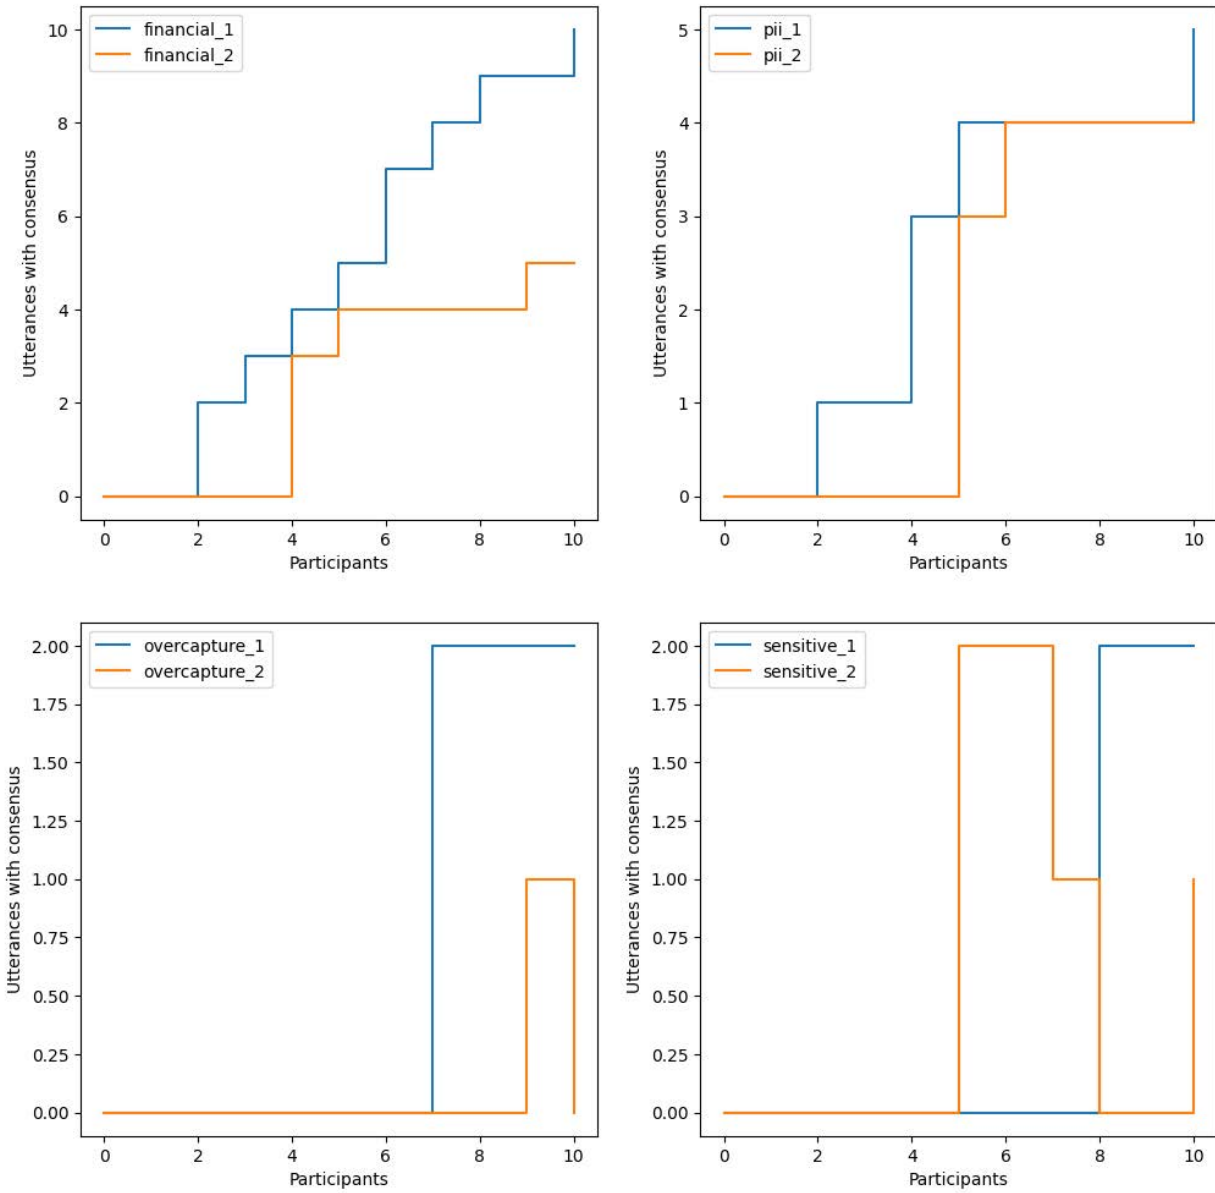 financial_1
financial_2
Utterances with consensus
10
8
6
4
2
0
0 2 4 6 8 10
Participants
pii_1
pii_2
Utterances with consensus
5
4
3
2
1
0
0 2 4 6 8 10
Participants
overcapture_1
overcapture_2
Utterances with consensus
2.00
1.75
1.50
1.25
1.00
0.75
0.50
0.25
0.00
0 2 4 6 8 10
Participants
sensitive_1
sensitive_2
Utterances with consensus
2.00
1.75
1.50
1.25
1.00
0.75
0.50
0.25
0.00
0 2 4 6 8 10
Participants